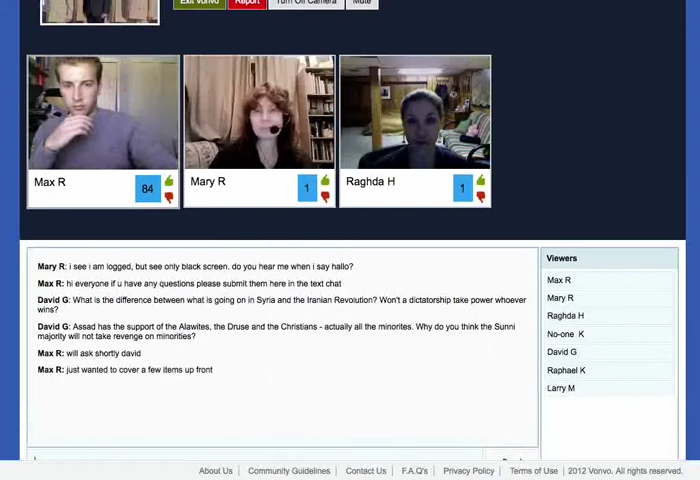 Exit Vonvo Report Turn Off Camera Mute
Max R 84 Mary R 1 Raghda H 1
Mary R: i see i am logged, but see only black screen. do you hear me when i say hallo?
Max R: hi everyone if u have any questions please submit them here in the text chat
David G: What is the difference between what is going on in Syria and the Iranian Revolution? Won't a dictatorship take power whoever
wins?
David G: Assad has the support of the Alawites, the Druse and the Christians - actually all the minorites. Why do you think the Sunni
majority will not take revenge on minorities?
Max R: will ask shortly david
Max R: just wanted to cover a few items up front
Viewers
Max R
Mary R
Raghda H
No-one K
David G
Raphael K
Larry M
About Us | Community Guidelines | Contact Us | F.A.Q's | Privacy Policy | Terms of Use | 2012 Vonvo. All rights reserved.